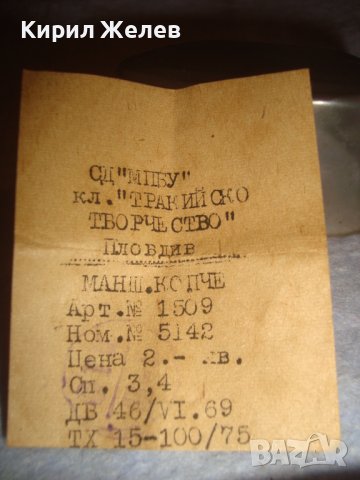 Кирил Желев
СД "МПБУ"
кл. "ТРАКИЙСКО
ТВОРЧЕСТВО"
Пловдив
МАНШ.КОПЧЕ
Арт.№ 1509
Ном.№ 5142
Цена 2.- лв.
Сп. 3,4
ДВ 46/VI.69
ТХ 15-100/75
BAZAR